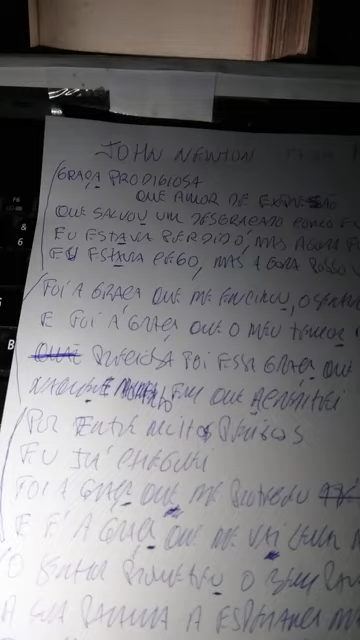 JOHN NEWTON
GRAÇA PRODIGIOSA
QUE AMOR DE EXPRESSÃO
QUE SALVOU UM DESGRAÇADO COMO
EU ESTAVA PERDIDO, MAS AGORA
EU ESTAVA CEGO, MAS AGORA POSSO
FOI A GRAÇA QUE ME ENSINOU, O
E FOI A GRAÇA QUE O MEU TEMOR
PRECIOSA FOI ESSA GRAÇA QUE
EM QUE ACREDITEI
POR ENTRE MUITOS PERIGOS
EU JÁ CHEGUEI
FOI A GRAÇA QUE ME
E É A GRAÇA QUE ME VAI LEVAR
O SENHOR PROMETEU O BEM
A SUA PALAVRA A ESPERANÇA
&
6
B